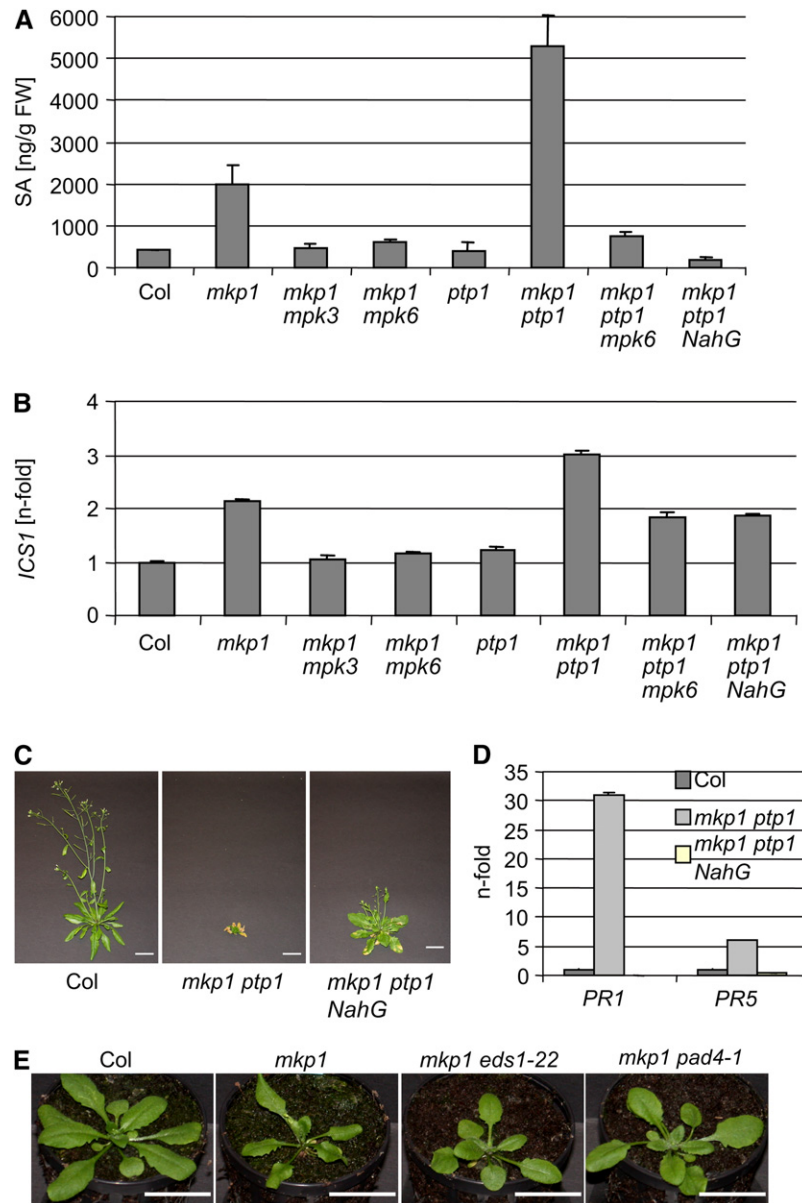 A
SA [ng/g FW]
6000
5000
4000
3000
2000
1000
0
Col
mkp1
mkp1
mpk3
mkp1
mpk6
ptp1
mkp1
ptp1
mkp1
ptp1
mpk6
mkp1
ptp1
NahG
B
ICS1 [n-fold]
4
3
2
1
0
Col
mkp1
mkp1
mpk3
mkp1
mpk6
ptp1
mkp1
ptp1
mkp1
ptp1
mpk6
mkp1
ptp1
NahG
C
Col
mkp1 ptp1
mkp1 ptp1
NahG
D
n-fold
35
30
25
20
15
10
5
0
Col
mkp1 ptp1
mkp1 ptp1
NahG
PR1
PR5
E
Col
mkp1
mkp1 eds1-22
mkp1 pad4-1